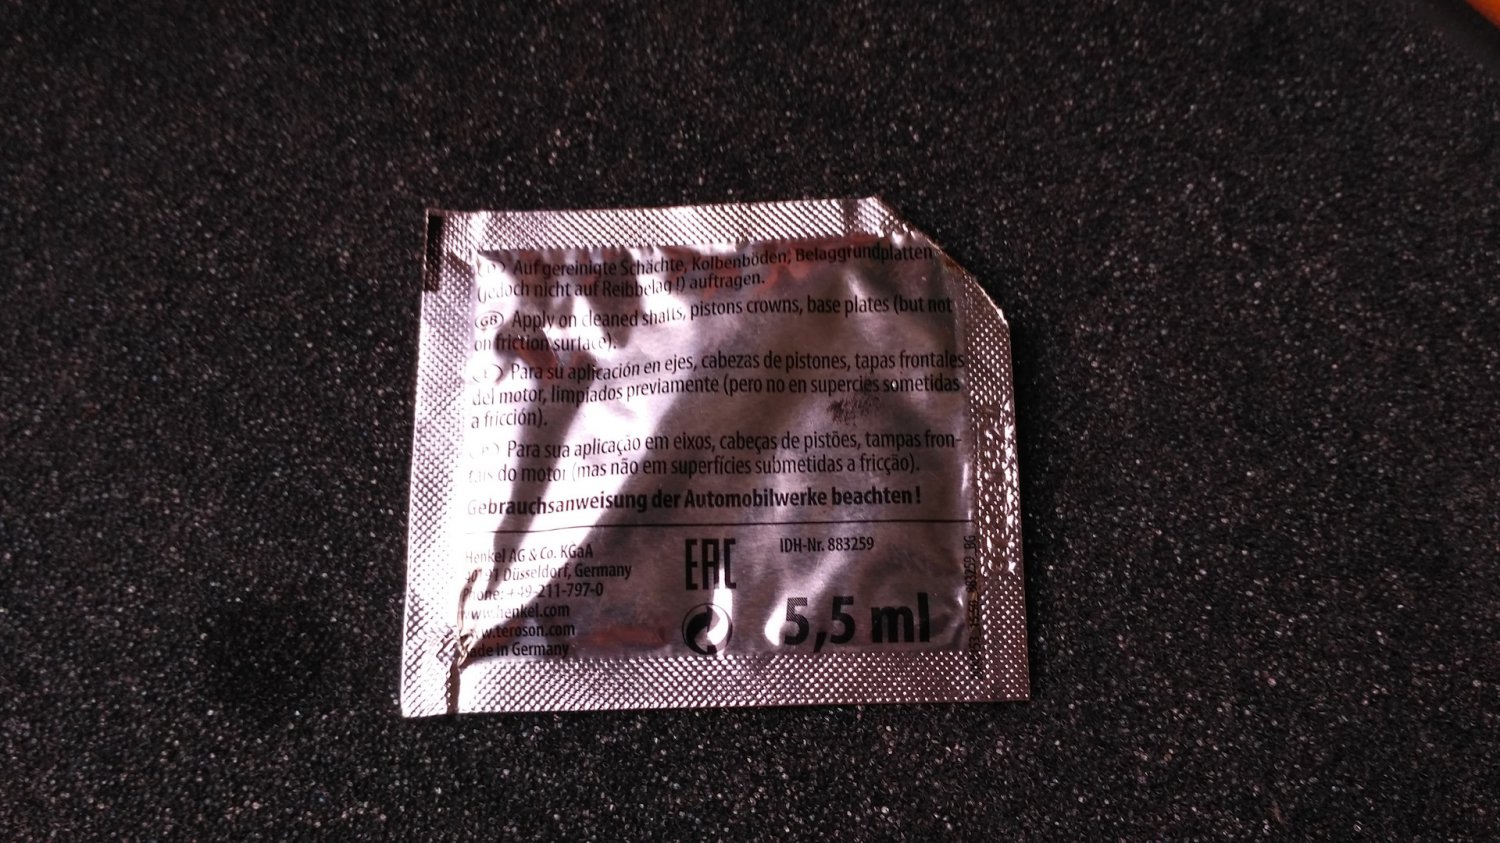 Auf gereinigte Schächte, Kolbenböden, Belaggrundplatten
(jedoch nicht auf Reibbelag!) auftragen.
GB Apply on cleaned shafts, pistons crowns, base plates (but not
on friction surface).
Para su aplicación en ejes, cabezas de pistones, tapas frontales
del motor, limpiados previamente (pero no en supercies sometidas
a fricción).
Para sua aplicação em eixos, cabeças de pistões, tampas fron-
tais do motor (mas não em superfícies submetidas a fricção).
Gebrauchsanweisung der Automobilwerke beachten!
Henkel AG & Co. KGaA
Düsseldorf, Germany
Phone: +49-211-797-0
www.henkel.com
www.teroson.com
Made in Germany
EAC
IDH-Nr. 883259
5,5 ml